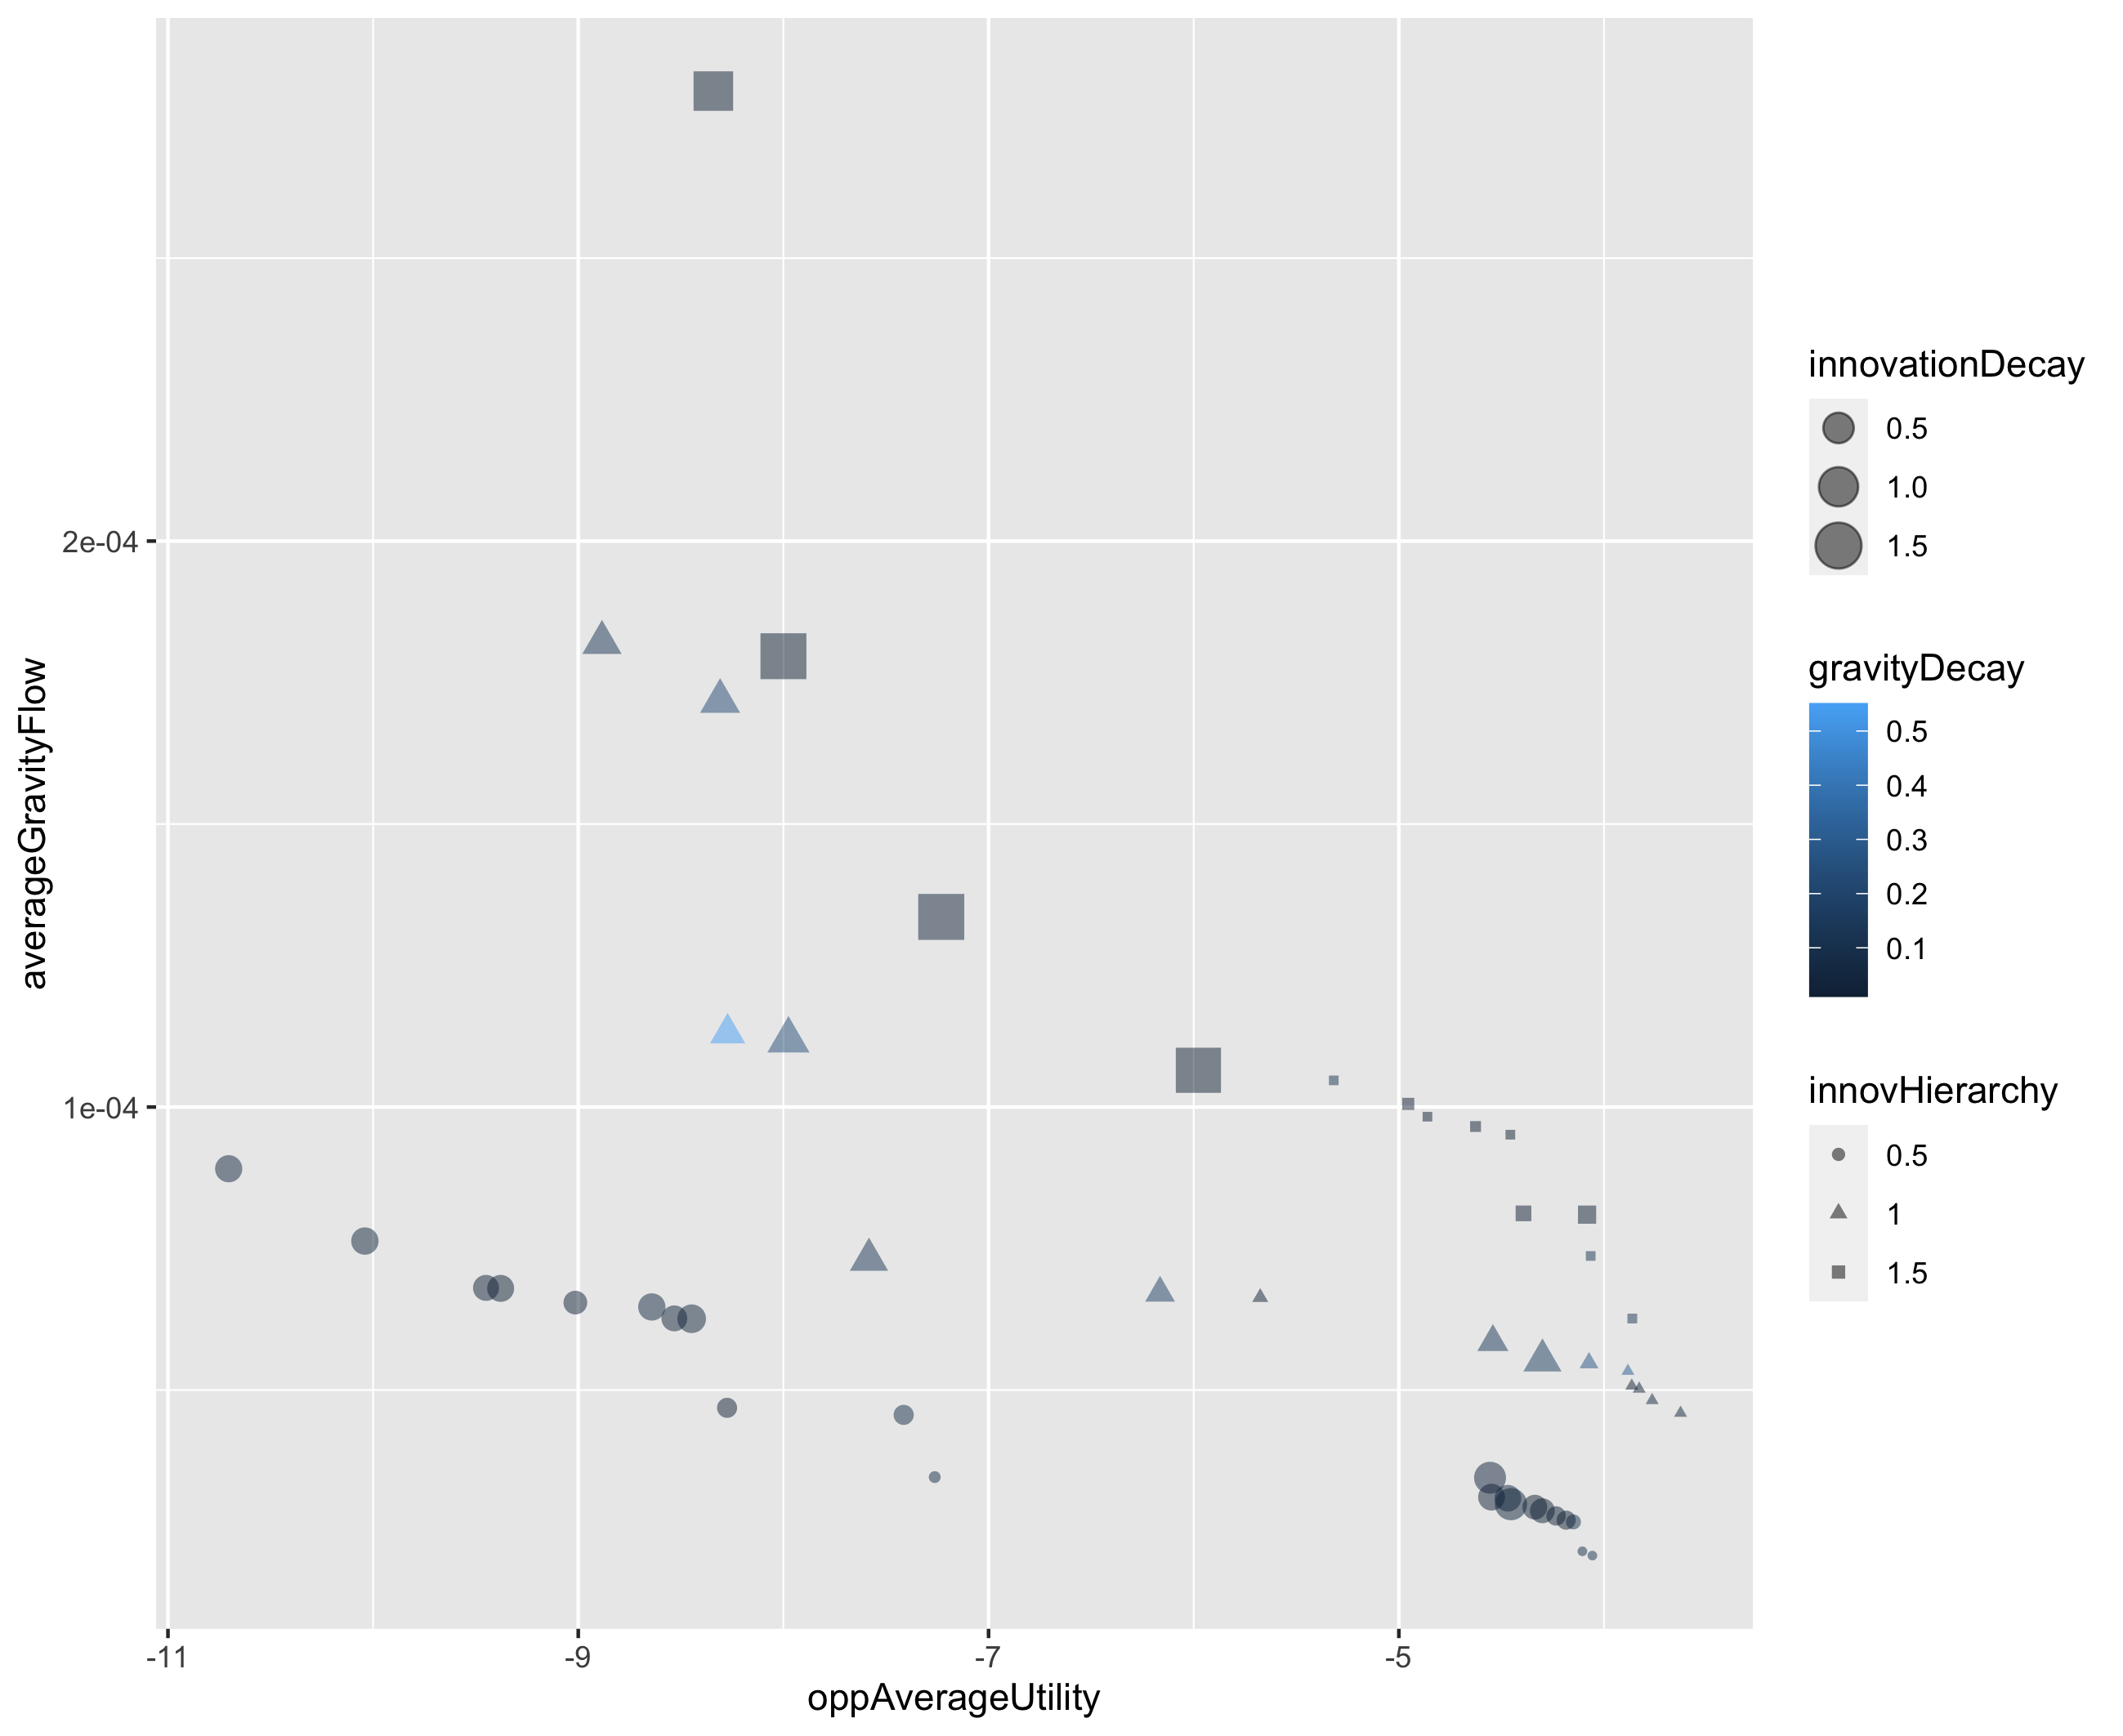 averageGravityFlow
2e-04
1e-04
-11
-9
-7
-5
oppAverageUtility
innovationDecay
0.5
1.0
1.5
gravityDecay
0.5
0.4
0.3
0.2
0.1
innovHierarchy
0.5
1
1.5